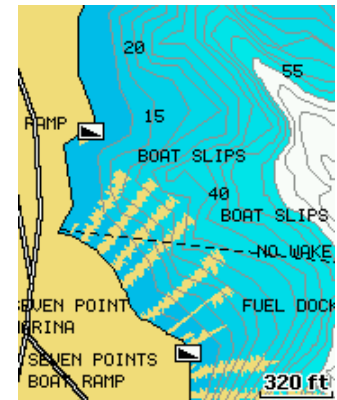 20
55
15
RAMP
BOAT SLIPS
40
BOAT SLIPS
NO WAKE
EVEN POINT
FUEL DOCK
RINA
SEVEN POINTS
BOAT RAMP
320 ft